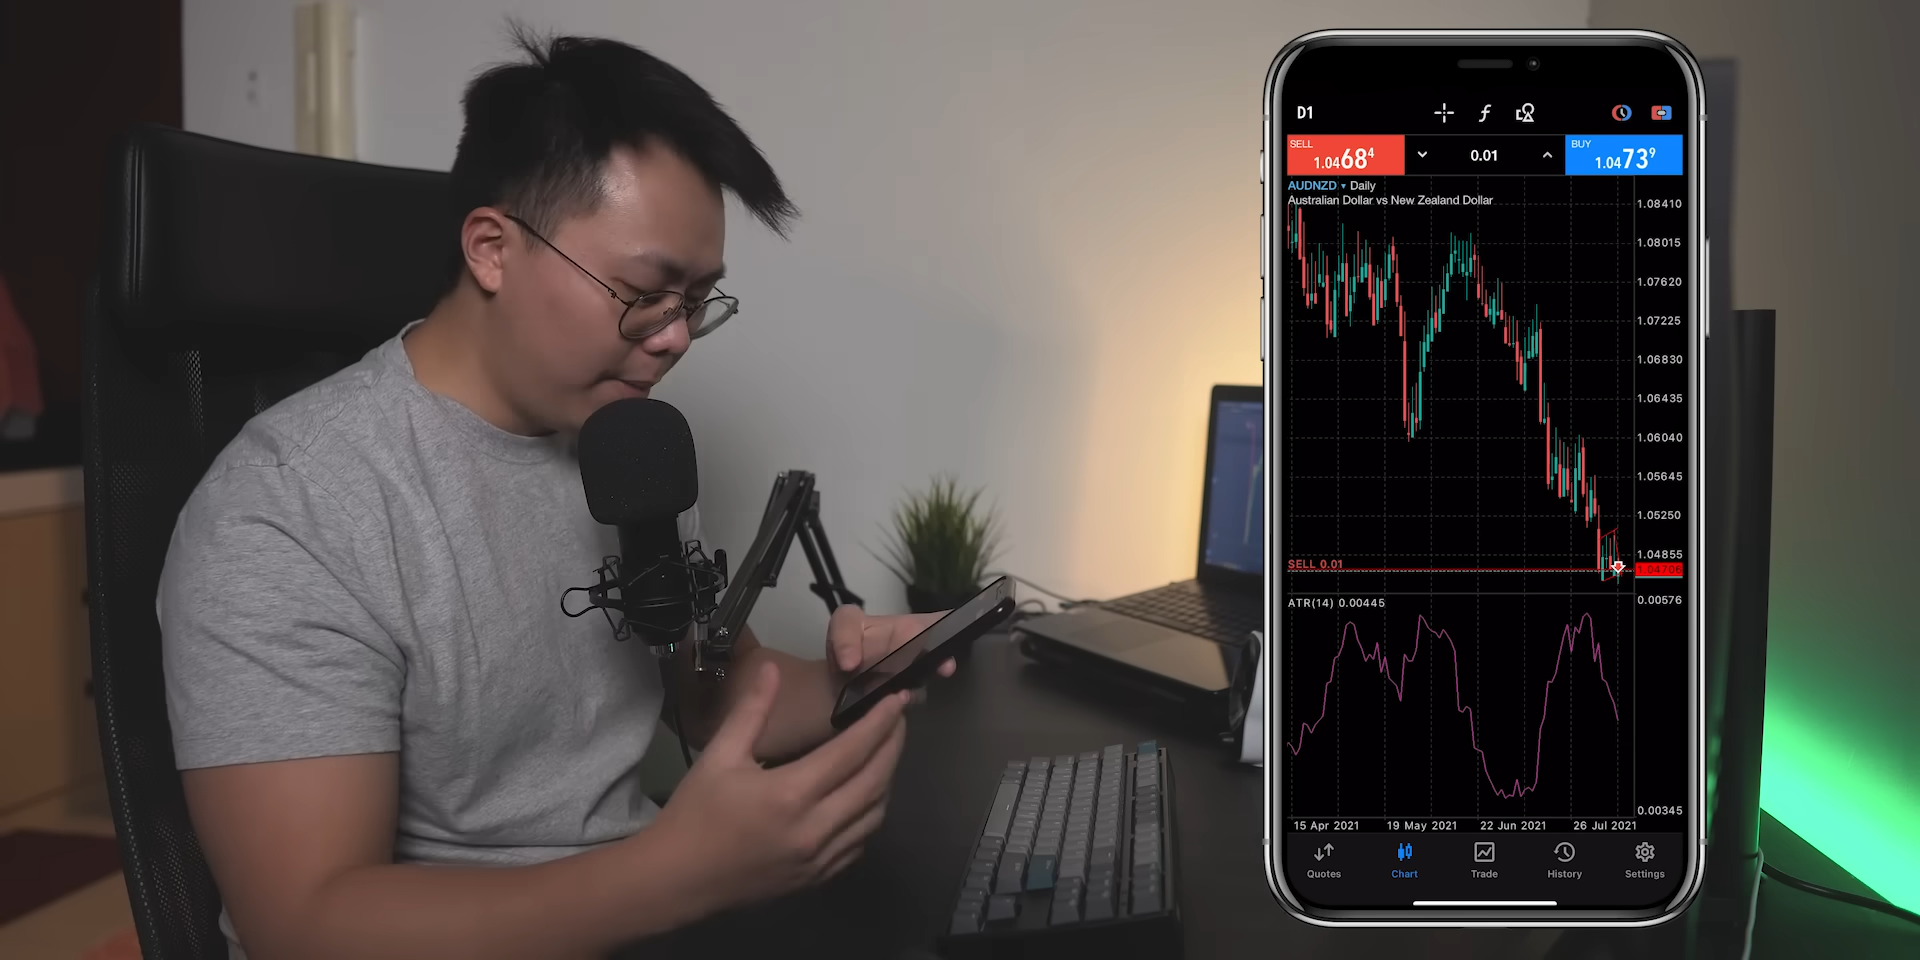 D1
SELL
1.04684
0.01
BUY
1.04739
AUDNZD ▾ Daily
Australian Dollar vs New Zealand Dollar
1.08410
1.08015
1.07620
1.07225
1.06830
1.06435
1.06040
1.05645
1.05250
1.04855
SELL 0.01
1.04706
ATR(14) 0.00445
0.00576
0.00345
15 Apr 2021
19 May 2021
22 Jun 2021
26 Jul 2021
Quotes
Chart
Trade
History
Settings